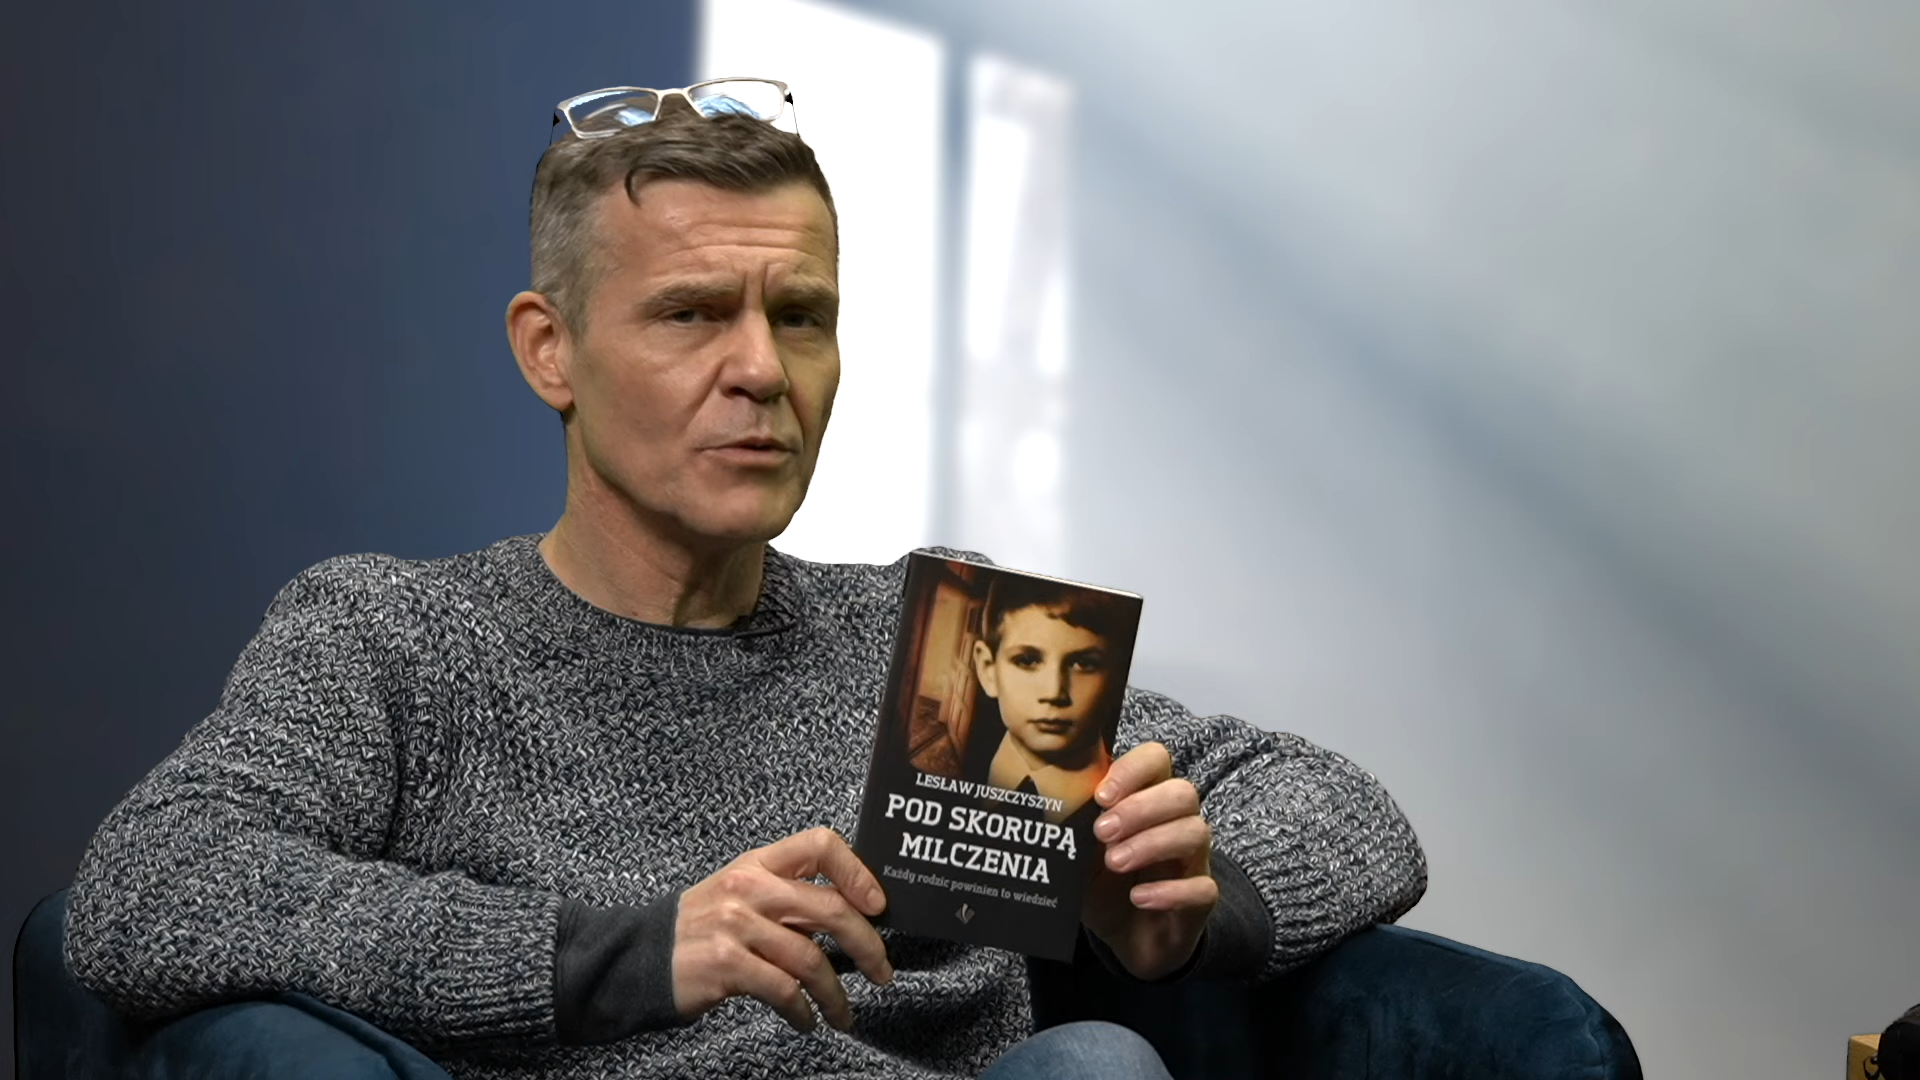 LESŁAW JUSZCZYSZYN
POD SKORUPĄ
MILCZENIA
Każdy rodzic powinien to wiedzieć